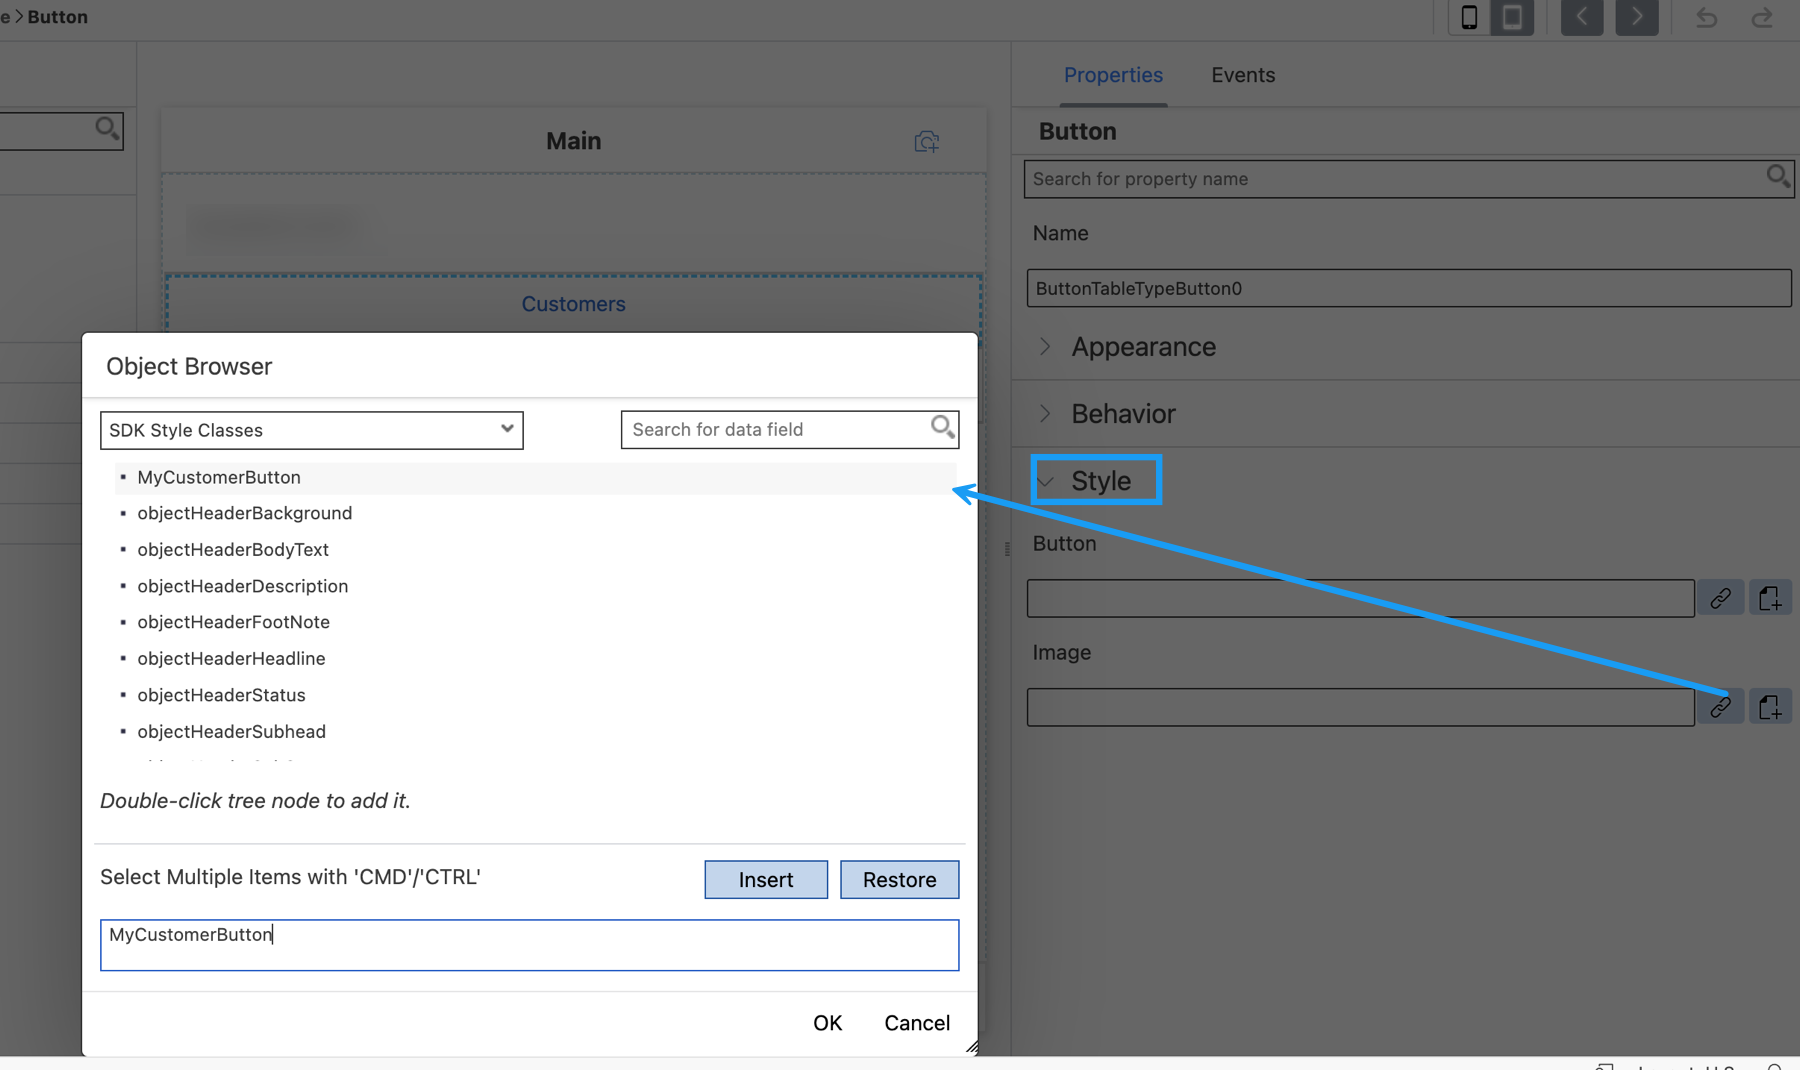 e > Button
Properties
Events
Main
Button
Search for property name
Name
ButtonTableTypeButton0
Customers
Appearance
Behavior
Style
Button
Image
Object Browser
SDK Style Classes
Search for data field
MyCustomerButton
objectHeaderBackground
objectHeaderBodyText
objectHeaderDescription
objectHeaderFootNote
objectHeaderHeadline
objectHeaderStatus
objectHeaderSubhead
Double-click tree node to add it.
Select Multiple Items with 'CMD'/'CTRL'
Insert
Restore
MyCustomerButton
OK
Cancel